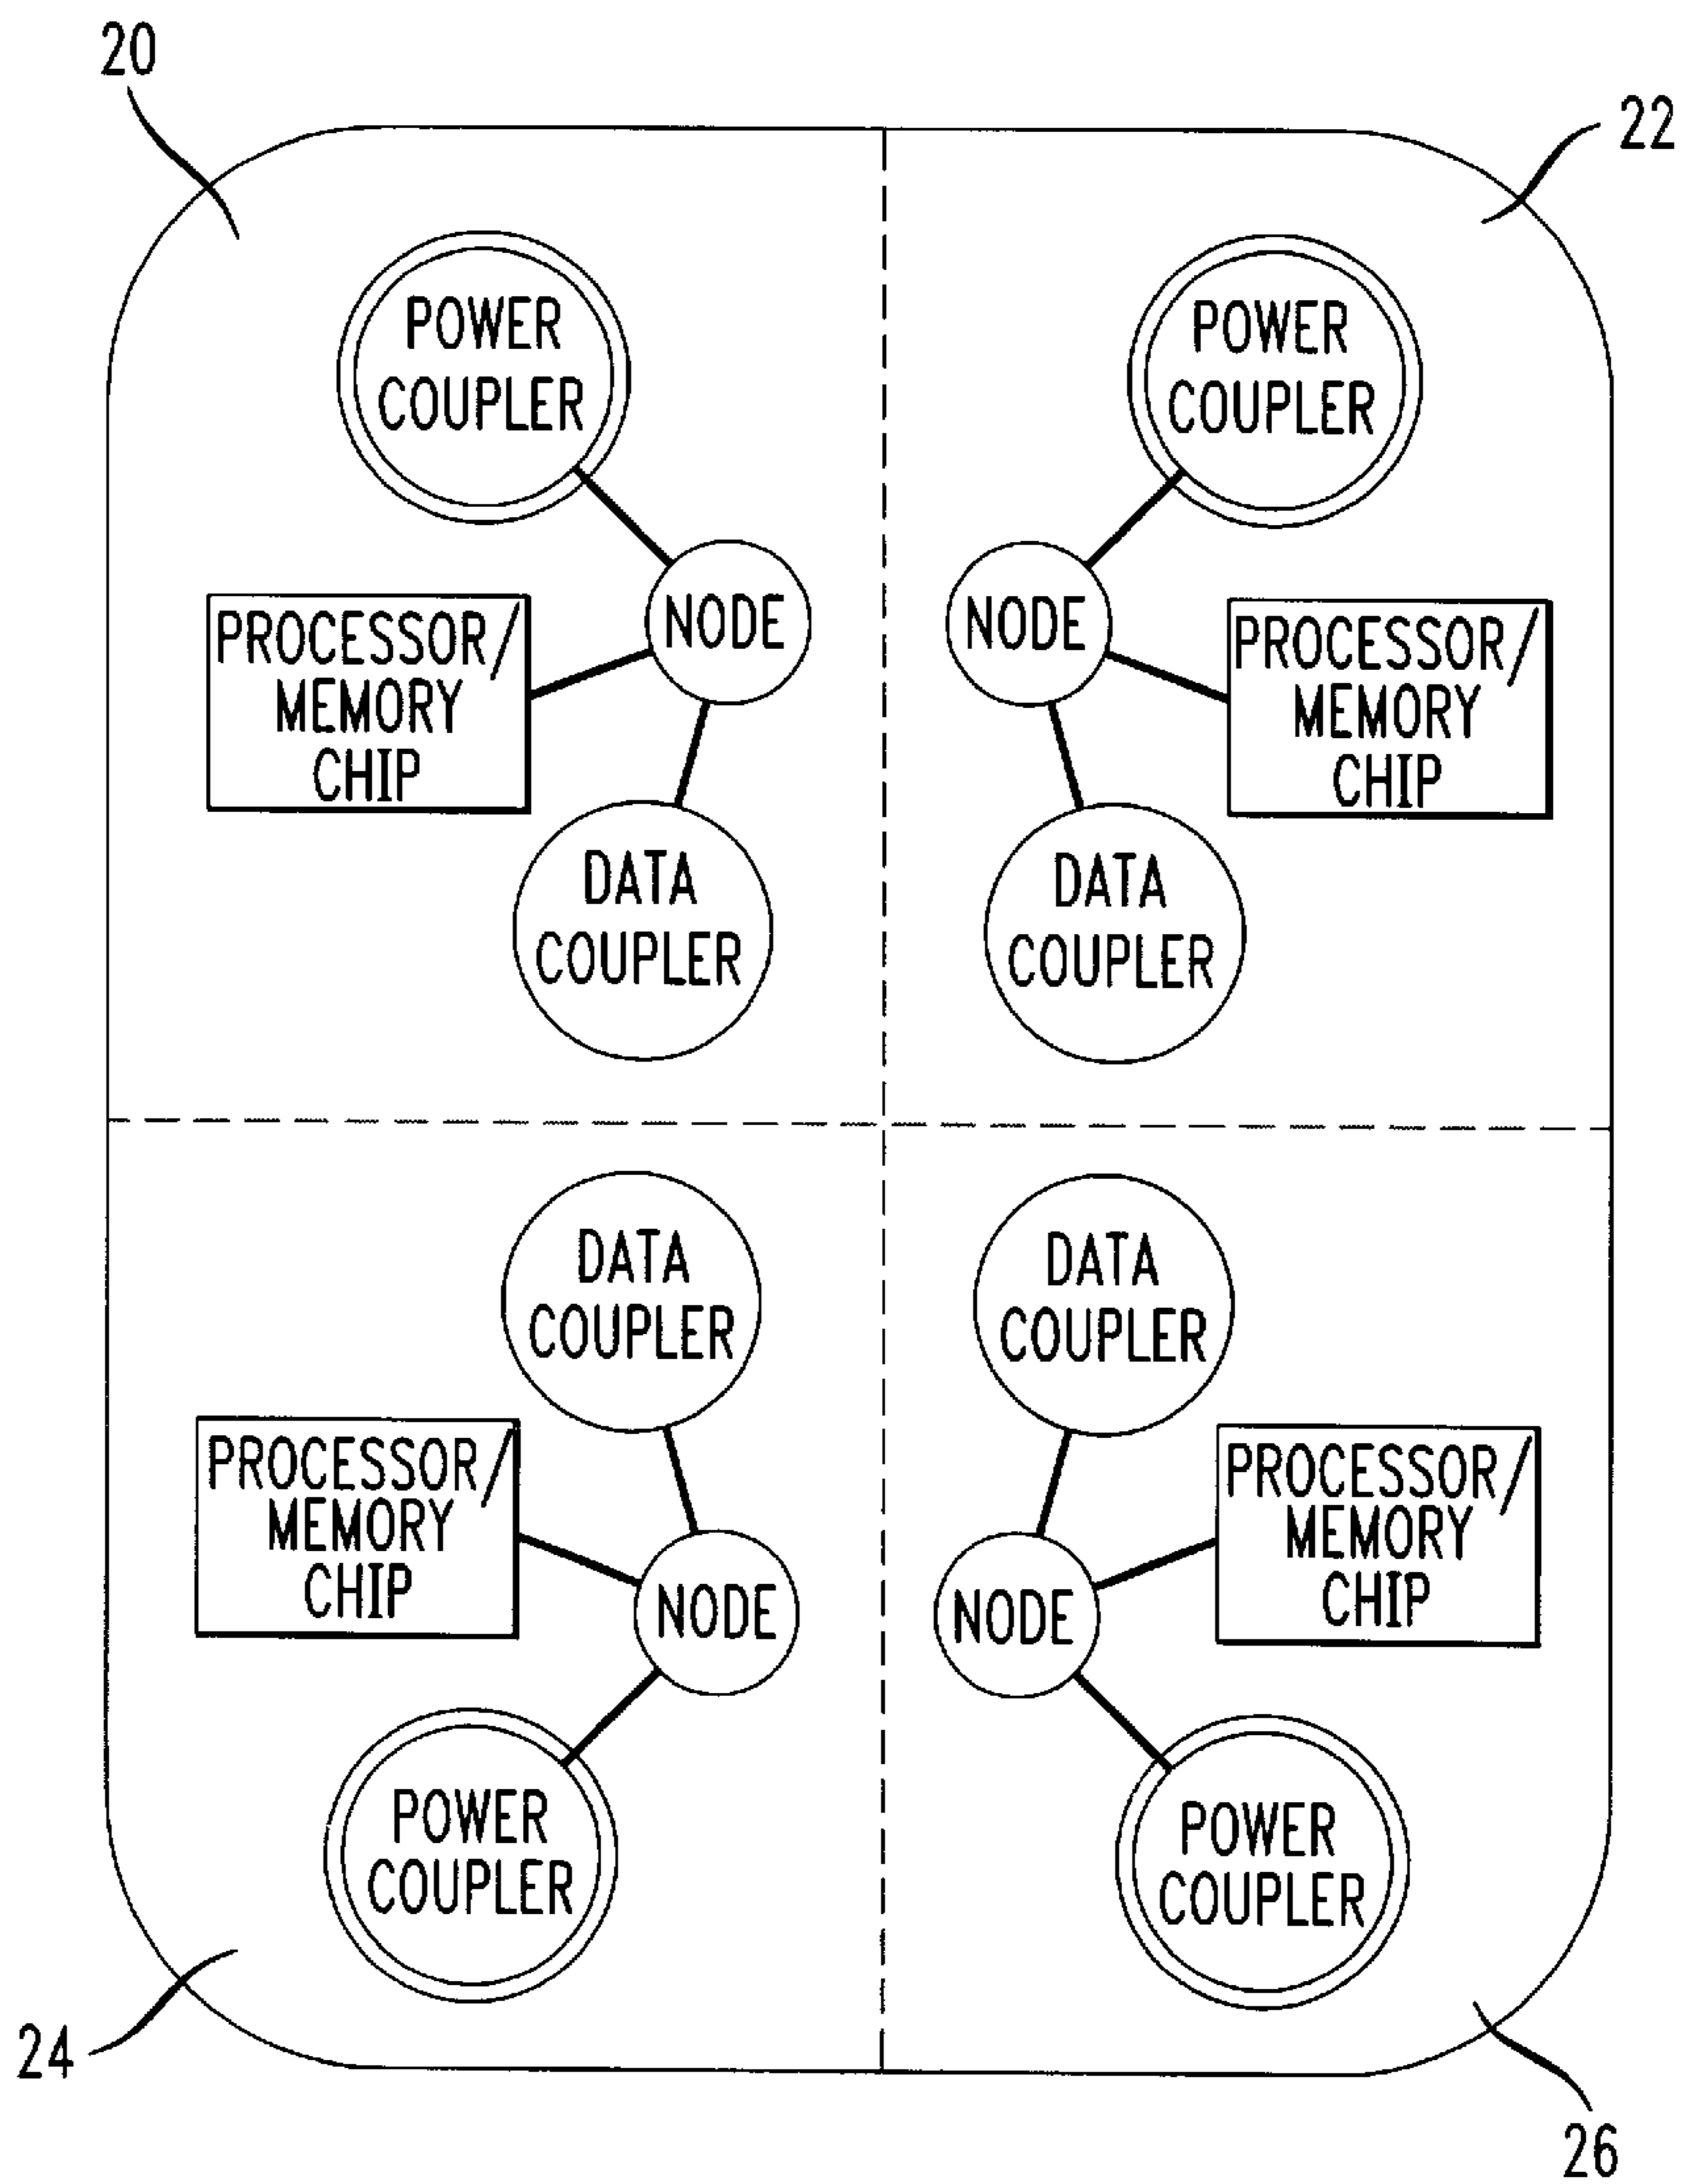 20
22
POWER
COUPLER
NODE
PROCESSOR/
MEMORY
CHIP
DATA
COUPLER
POWER
COUPLER
NODE
PROCESSOR/
MEMORY
CHIP
DATA
COUPLER
DATA
COUPLER
PROCESSOR/
MEMORY
CHIP
NODE
POWER
COUPLER
DATA
COUPLER
PROCESSOR/
MEMORY
CHIP
NODE
POWER
COUPLER
24
26